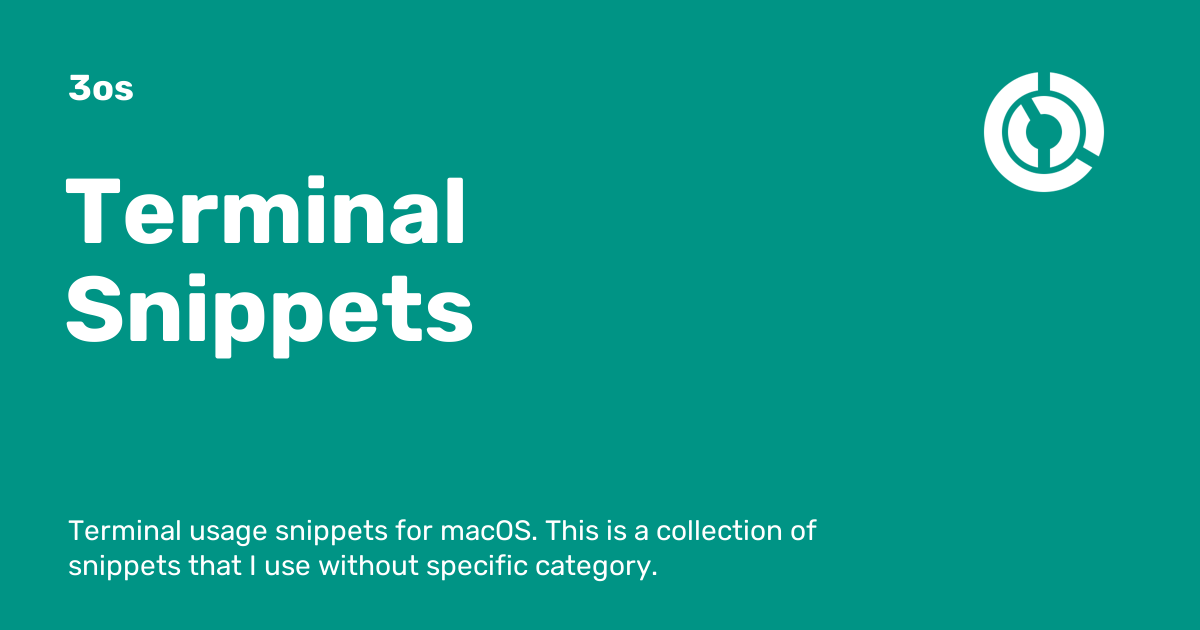 3os
Terminal
Snippets
Terminal usage snippets for macOS. This is a collection of
snippets that I use without specific category.